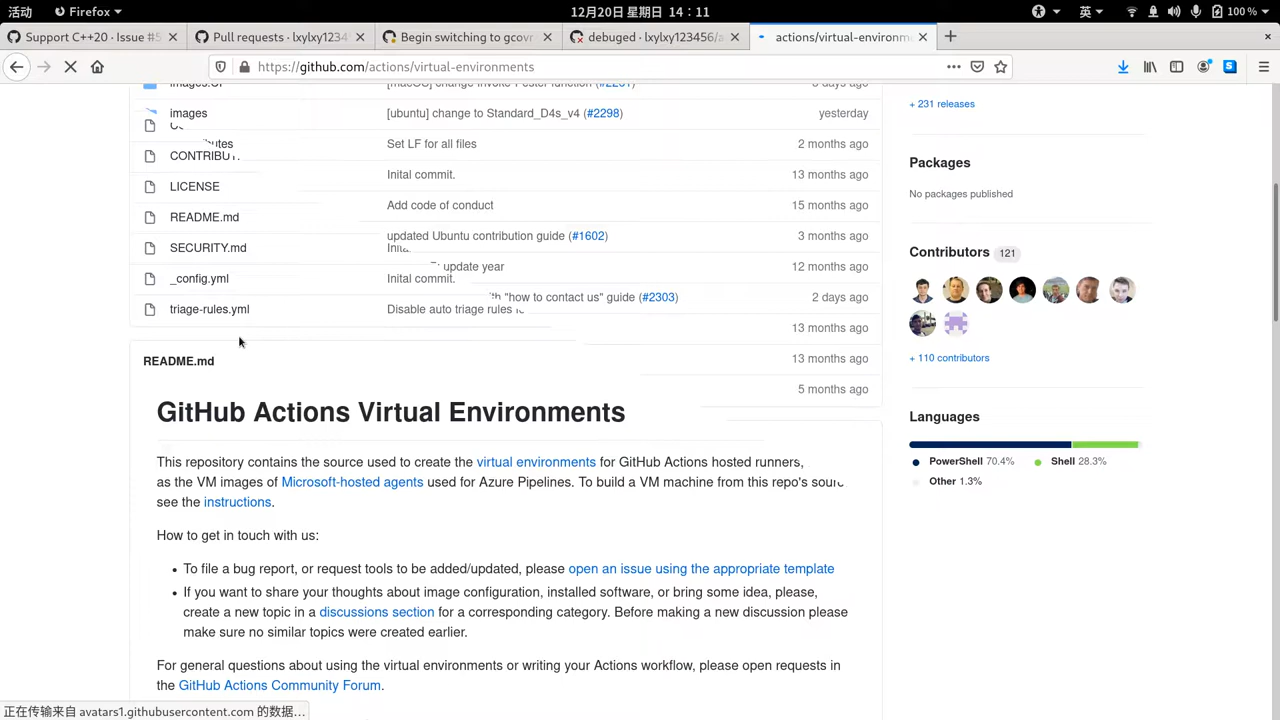 活动
Firefox
12月20日 星期日 14：11
英
100 %
Support C++20 · Issue #5
Pull requests · lxylxy1234
Begin switching to gcovr
debuged · lxylxy123456/a
actions/virtual-environm
https://github.com/actions/virtual-environments
[macOS] change Invoke-PesterFunction (#2261)
3 days ago
images
[ubuntu] change to Standard_D4s_v4 (#2298)
yesterday
Set LF for all files
2 months ago
Inital commit.
13 months ago
LICENSE
Add code of conduct
15 months ago
README.md
updated Ubuntu contribution guide (#1602)
3 months ago
SECURITY.md
update year
12 months ago
_config.yml
Inital commit.
"how to contact us" guide (#2303)
2 days ago
triage-rules.yml
Disable auto triage rules
13 months ago
13 months ago
5 months ago
README.md
GitHub Actions Virtual Environments
This repository contains the source used to create the virtual environments for GitHub Actions hosted runners,
as the VM images of Microsoft-hosted agents used for Azure Pipelines. To build a VM machine from this repo's
see the instructions.
How to get in touch with us:
• To file a bug report, or request tools to be added/updated, please open an issue using the appropriate template
• If you want to share your thoughts about image configuration, installed software, or bring some idea, please,
create a new topic in a discussions section for a corresponding category. Before making a new discussion please
make sure no similar topics were created earlier.
For general questions about using the virtual environments or writing your Actions workflow, please open requests in
the GitHub Actions Community Forum.
+ 231 releases
Packages
No packages published
Contributors 121
+ 110 contributors
Languages
PowerShell 70.4%
Shell 28.3%
Other 1.3%
正在传输来自 avatars1.githubusercontent.com 的数据…